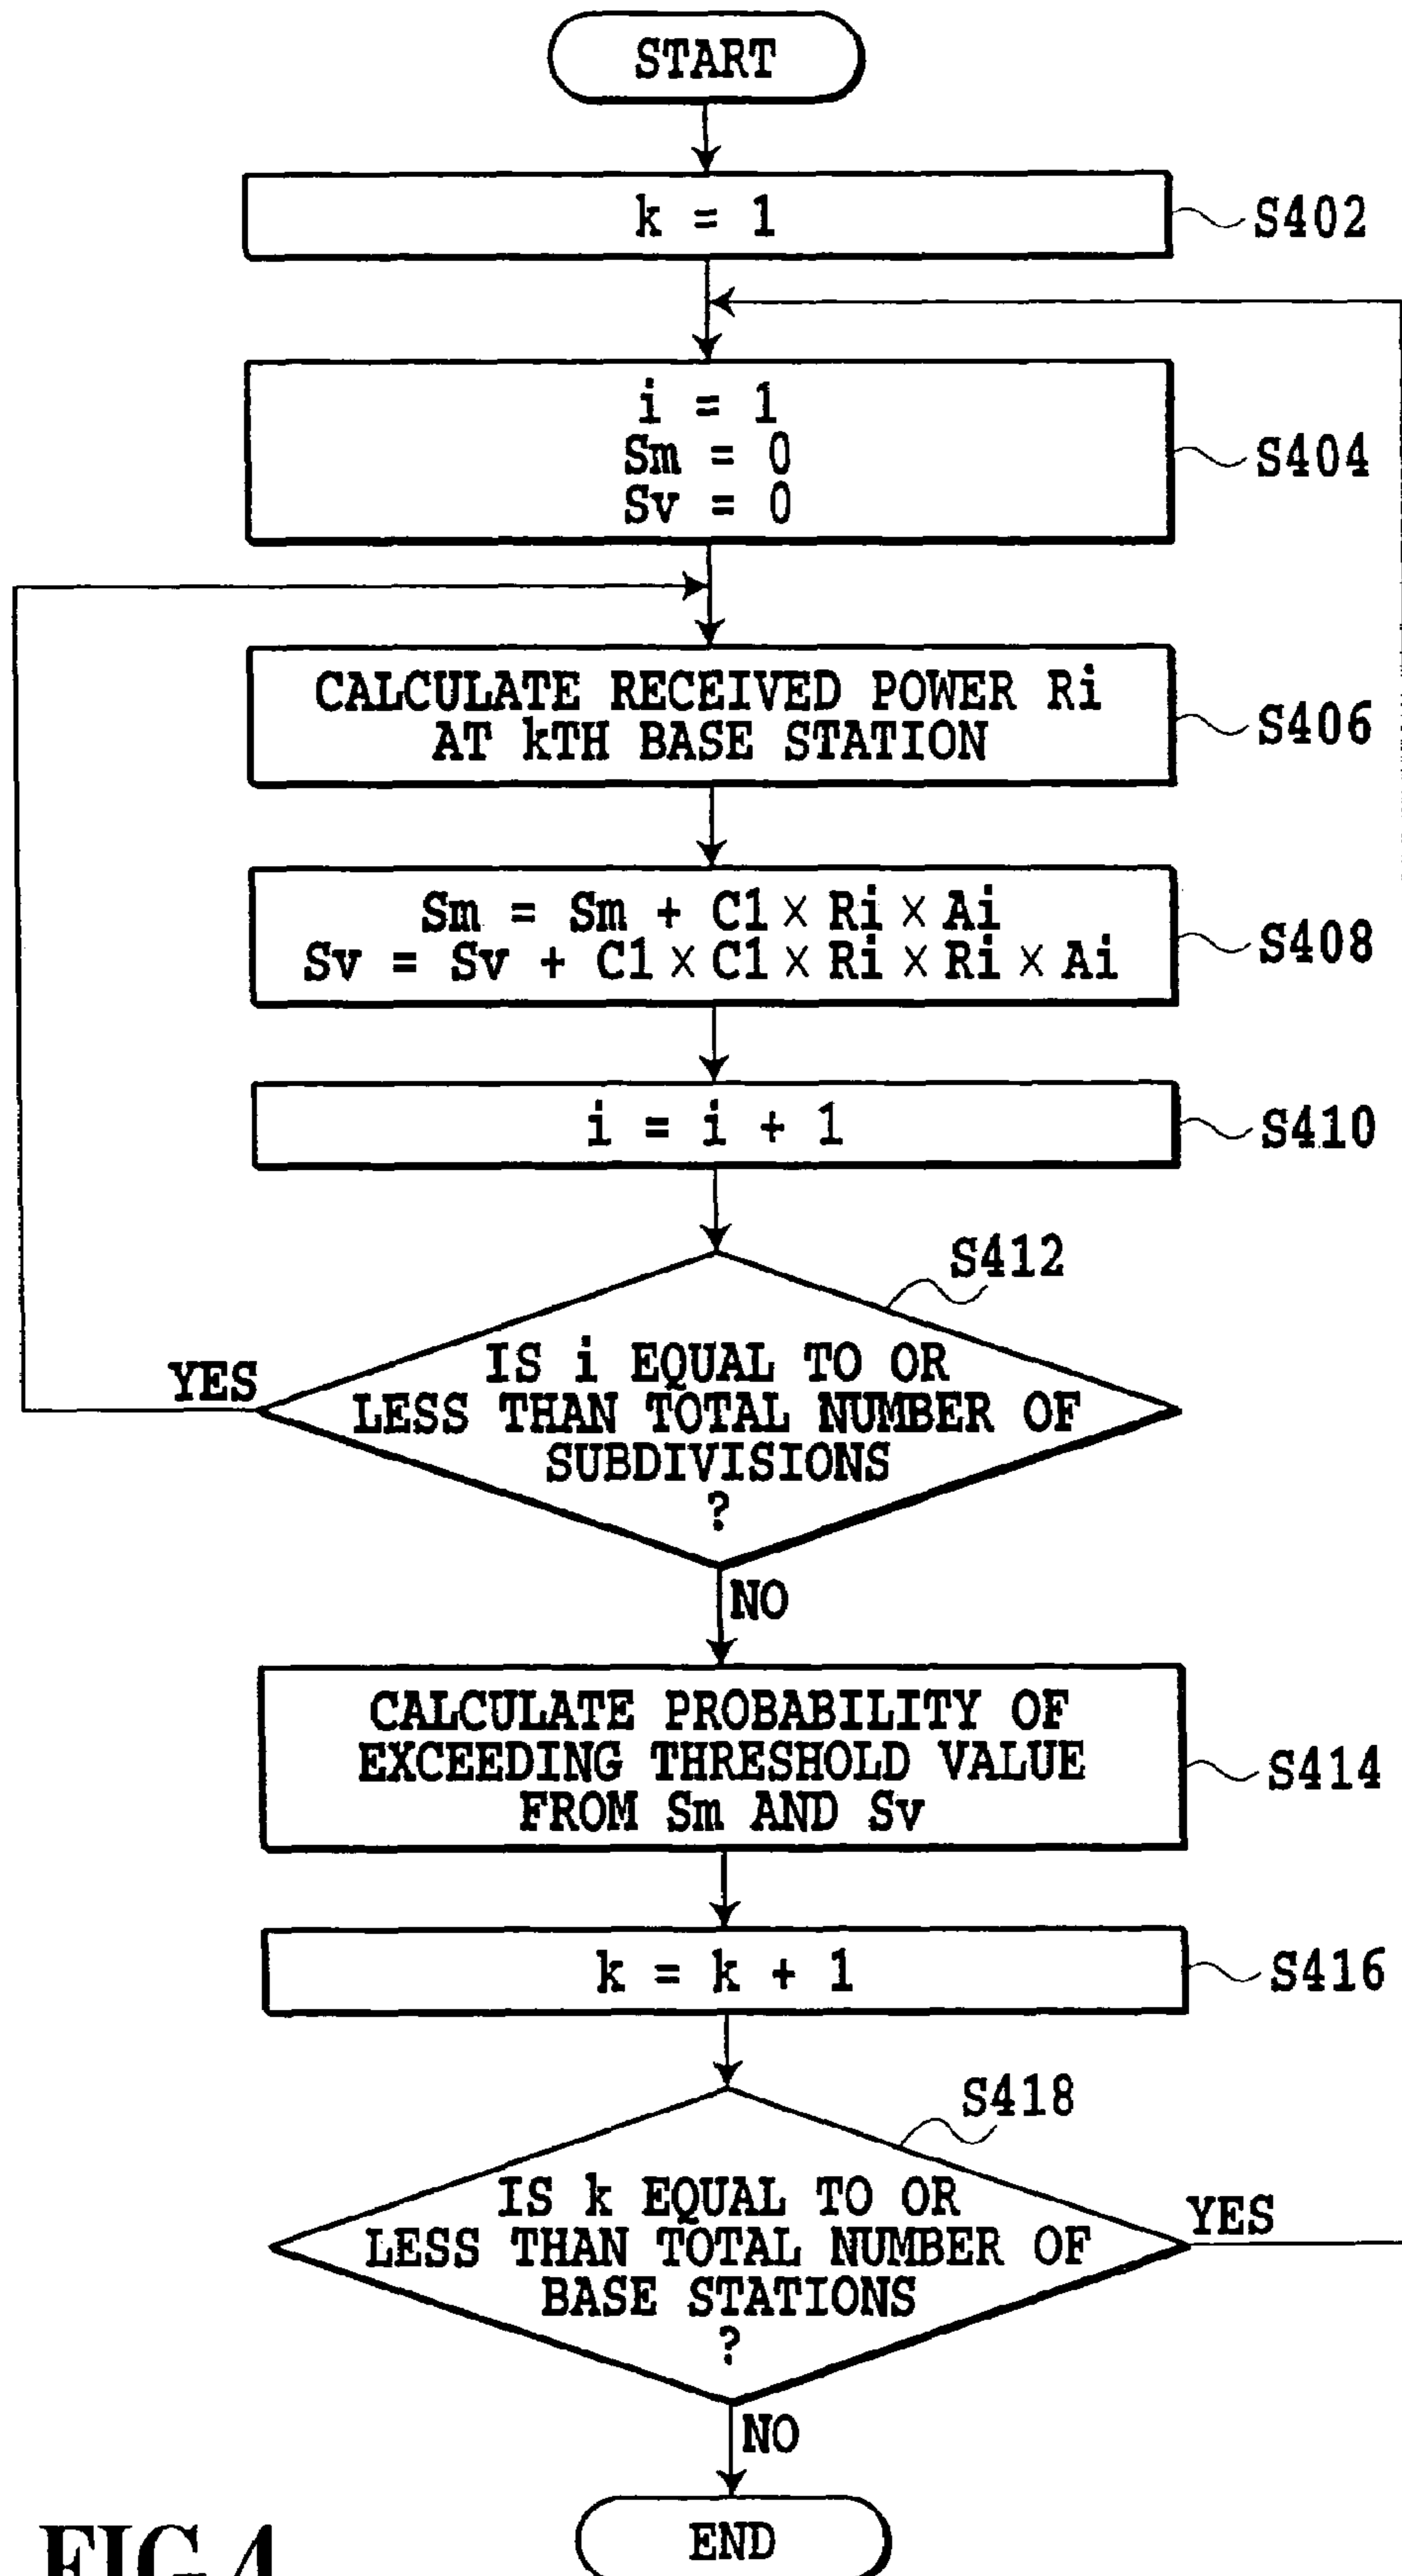 START
k = 1
S402
i = 1
Sm = 0
Sv = 0
S404
CALCULATE RECEIVED POWER Ri
AT kTH BASE STATION
S406
Sm = Sm + C1 × Ri × Ai
Sv = Sv + C1 × C1 × Ri × Ri × Ai
S408
i = i + 1
S410
S412
IS i EQUAL TO OR
LESS THAN TOTAL NUMBER OF
SUBDIVISIONS
?
YES
NO
CALCULATE PROBABILITY OF
EXCEEDING THRESHOLD VALUE
FROM Sm AND Sv
S414
k = k + 1
S416
S418
IS k EQUAL TO OR
LESS THAN TOTAL NUMBER OF
BASE STATIONS
?
YES
NO
END
FIG.4